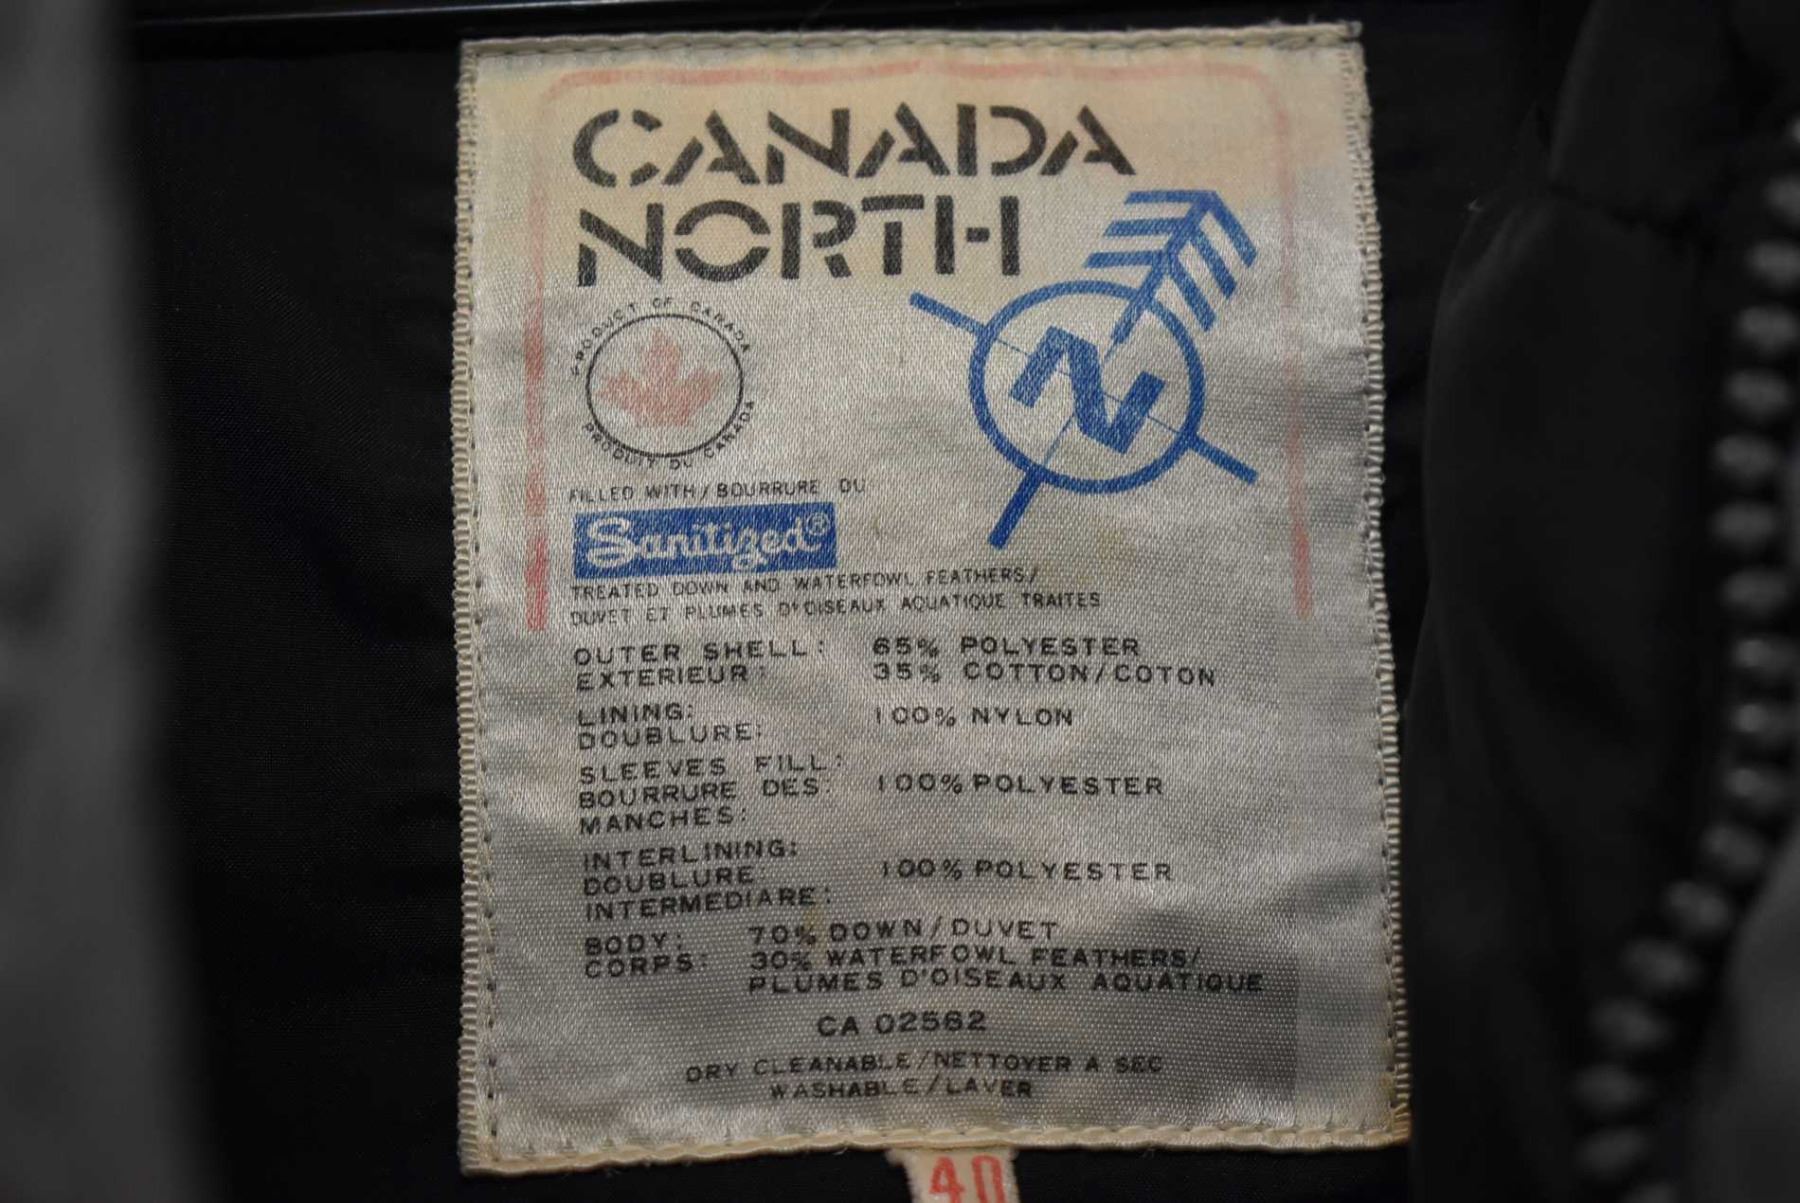 CANADA
NORTH
N
PRODUCT OF CANADA
PRODUIT DU CANADA
FILLED WITH / BOURRURE DU
Sanitized®
TREATED DOWN AND WATERFOWL FEATHERS/
DUVET ET PLUMES D'OISEAUX AQUATIQUE TRAITES
OUTER SHELL: 65% POLYESTER
EXTERIEUR: 35% COTTON/COTON
LINING: 100% NYLON
DOUBLURE:
SLEEVES FILL:
BOURRURE DES: 100% POLYESTER
MANCHES:
INTERLINING:
DOUBLURE: 100% POLYESTER
INTERMEDIARE:
BODY: 70% DOWN/DUVET
CORPS: 30% WATERFOWL FEATHERS/
PLUMES D'OISEAUX AQUATIQUE
CA 02562
DRY CLEANABLE/NETTOYER A SEC
WASHABLE/LAVER
40